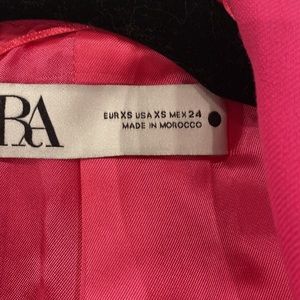 RA
EUR XS USA XS MEX 24
MADE IN MOROCCO